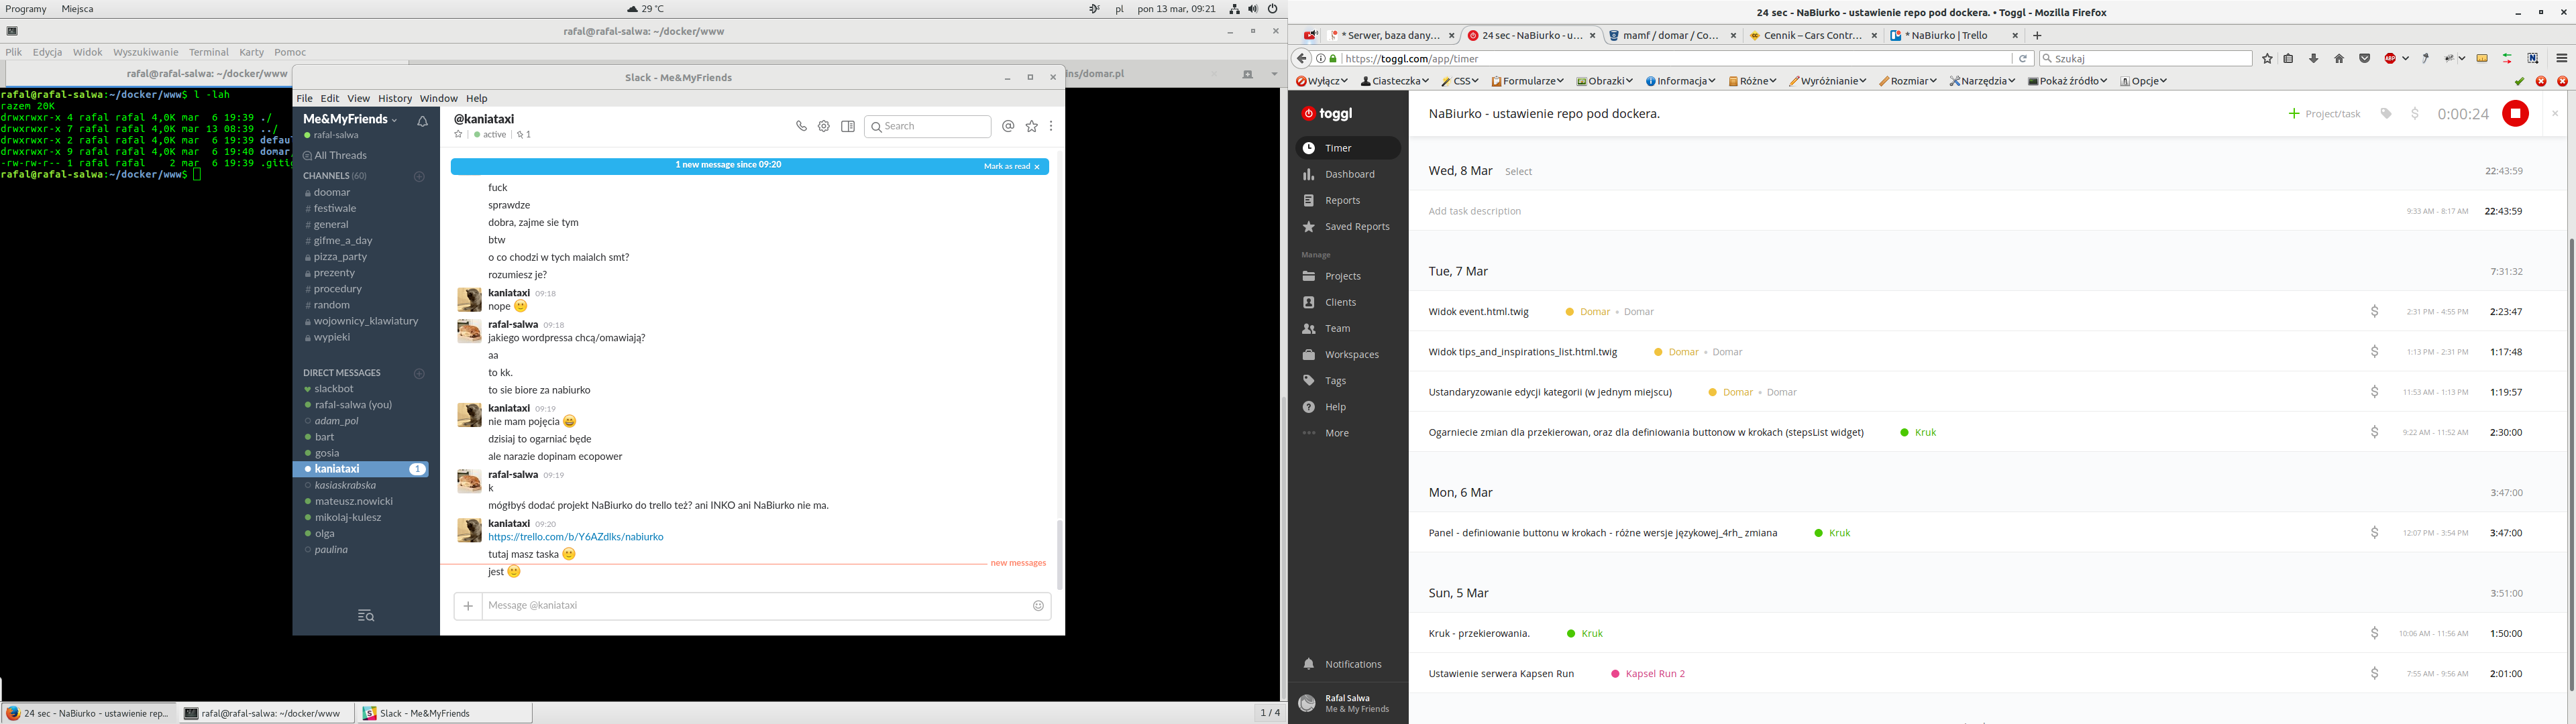 Programy Miejsca
29 °C
pl pon 13 mar, 09:21
rafal@rafal-salwa: ~/docker/www
Plik Edycja Widok Wyszukiwanie Terminal Karty Pomoc
rafal@rafal-salwa: ~/docker/www
ins/domar.pl
rafal@rafal-salwa:~/docker/www$ l -lah
razem 20K
drwxrwxr-x 4 rafal rafal 4,0K mar 6 19:39 ./
drwxrwxr-x 7 rafal rafal 4,0K mar 13 08:39 ../
drwxrwxr-x 2 rafal rafal 4,0K mar 6 19:39 defau
drwxrwxr-x 9 rafal rafal 4,0K mar 6 19:40 domar
-rw-rw-r-- 1 rafal rafal 2 mar 6 19:39 .giti
rafal@rafal-salwa:~/docker/www$
Slack - Me&MyFriends
File Edit View History Window Help
Me&MyFriends
rafal-salwa
All Threads
CHANNELS (60)
doomar
# festiwale
# general
# gifme_a_day
pizza_party
prezenty
# procedury
# random
wojownicy_klawiatury
wypieki
DIRECT MESSAGES
slackbot
rafal-salwa (you)
adam_pol
bart
gosia
kaniataxi 1
kasiaskrabska
mateusz.nowicki
mikolaj-kulesz
olga
paulina
@kaniataxi
active 1
Search
1 new message since 09:20 Mark as read
fuck
sprawdze
dobra, zajme sie tym
btw
o co chodzi w tych maialch smt?
rozumiesz je?
kaniataxi 09:18
nope
rafal-salwa 09:18
jakiego wordpressa chcą/omawiają?
aa
to kk.
to sie biore za nabiurko
kaniataxi 09:19
nie mam pojęcia
dzisiaj to ogarniać będe
ale narazie dopinam ecopower
rafal-salwa 09:19
k
mógłbyś dodać projekt NaBiurko do trello też? ani INKO ani NaBiurko nie ma.
kaniataxi 09:20
https://trello.com/b/Y6AZdlks/nabiurko
tutaj masz taska
new messages
jest
Message @kaniataxi
24 sec - NaBiurko - ustawienie rep...
rafal@rafal-salwa: ~/docker/www
Slack - Me&MyFriends
1 / 4
24 sec - NaBiurko - ustawienie repo pod dockera. • Toggl - Mozilla Firefox
* Serwer, baza dany...
24 sec - NaBiurko - u...
mamf / domar / Co...
Cennik – Cars Contr...
* NaBiurko | Trello
https://toggl.com/app/timer
Szukaj
Wyłącz Ciasteczka CSS Formularze Obrazki Informacja Różne Wyróżnianie Rozmiar Narzędzia Pokaż źródło Opcje
toggl
Timer
Dashboard
Reports
Saved Reports
Manage
Projects
Clients
Team
Workspaces
Tags
Help
More
Notifications
Rafal Salwa
Me & My Friends
NaBiurko - ustawienie repo pod dockera.
Project/task $ 0:00:24
Wed, 8 Mar Select 22:43:59
Add task description 9:33 AM - 8:17 AM 22:43:59
Tue, 7 Mar 7:31:32
Widok event.html.twig Domar • Domar $ 2:31 PM - 4:55 PM 2:23:47
Widok tips_and_inspirations_list.html.twig Domar • Domar $ 1:13 PM - 2:31 PM 1:17:48
Ustandaryzowanie edycji kategorii (w jednym miejscu) Domar • Domar $ 11:53 AM - 1:13 PM 1:19:57
Ogarniecie zmian dla przekierowan, oraz dla definiowania buttonow w krokach (stepsList widget) Kruk $ 9:22 AM - 11:52 AM 2:30:00
Mon, 6 Mar 3:47:00
Panel - definiowanie buttonu w krokach - różne wersje językowej_4rh_ zmiana Kruk $ 12:07 PM - 3:54 PM 3:47:00
Sun, 5 Mar 3:51:00
Kruk - przekierowania. Kruk $ 10:06 AM - 11:56 AM 1:50:00
Ustawienie serwera Kapsen Run Kapsel Run 2 $ 7:55 AM - 9:56 AM 2:01:00